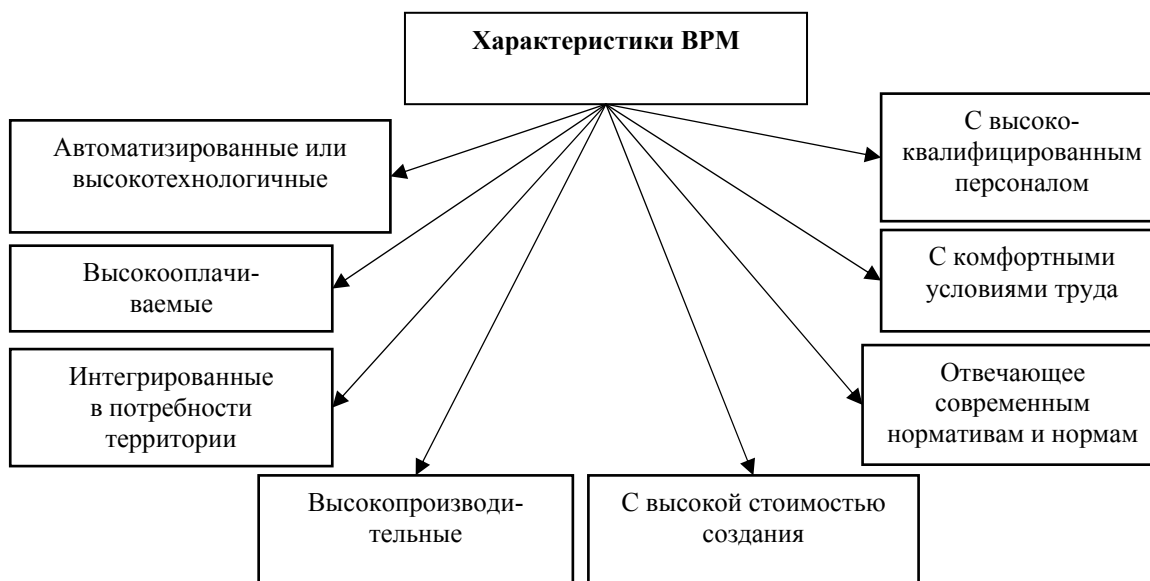 Характеристики ВРМ
Автоматизированные или
высокотехнологичные
Высокооплачи-
ваемые
Интегрированные
в потребности
территории
Высокопроизводи-
тельные
С высокой стоимостью
создания
Отвечающее
современным
нормативам и нормам
С комфортными
условиями труда
С высоко-
квалифицированным
персоналом